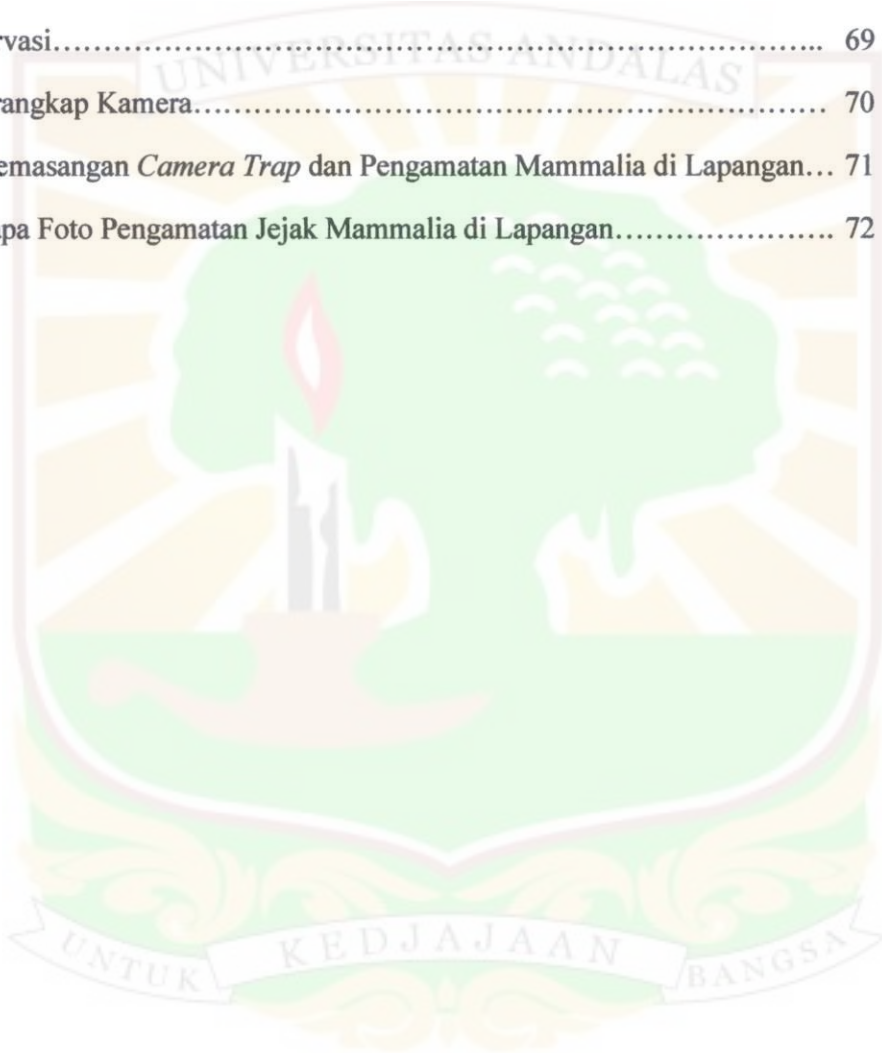 rvasi........................................................................... 69
UNIVERSITAS ANDALAS
rangkap Kamera............................................................... 70
emasangan Camera Trap dan Pengamatan Mammalia di Lapangan... 71
pa Foto Pengamatan Jejak Mammalia di Lapangan...................... 72
UNTUK KEDJAJAAN BANGSA